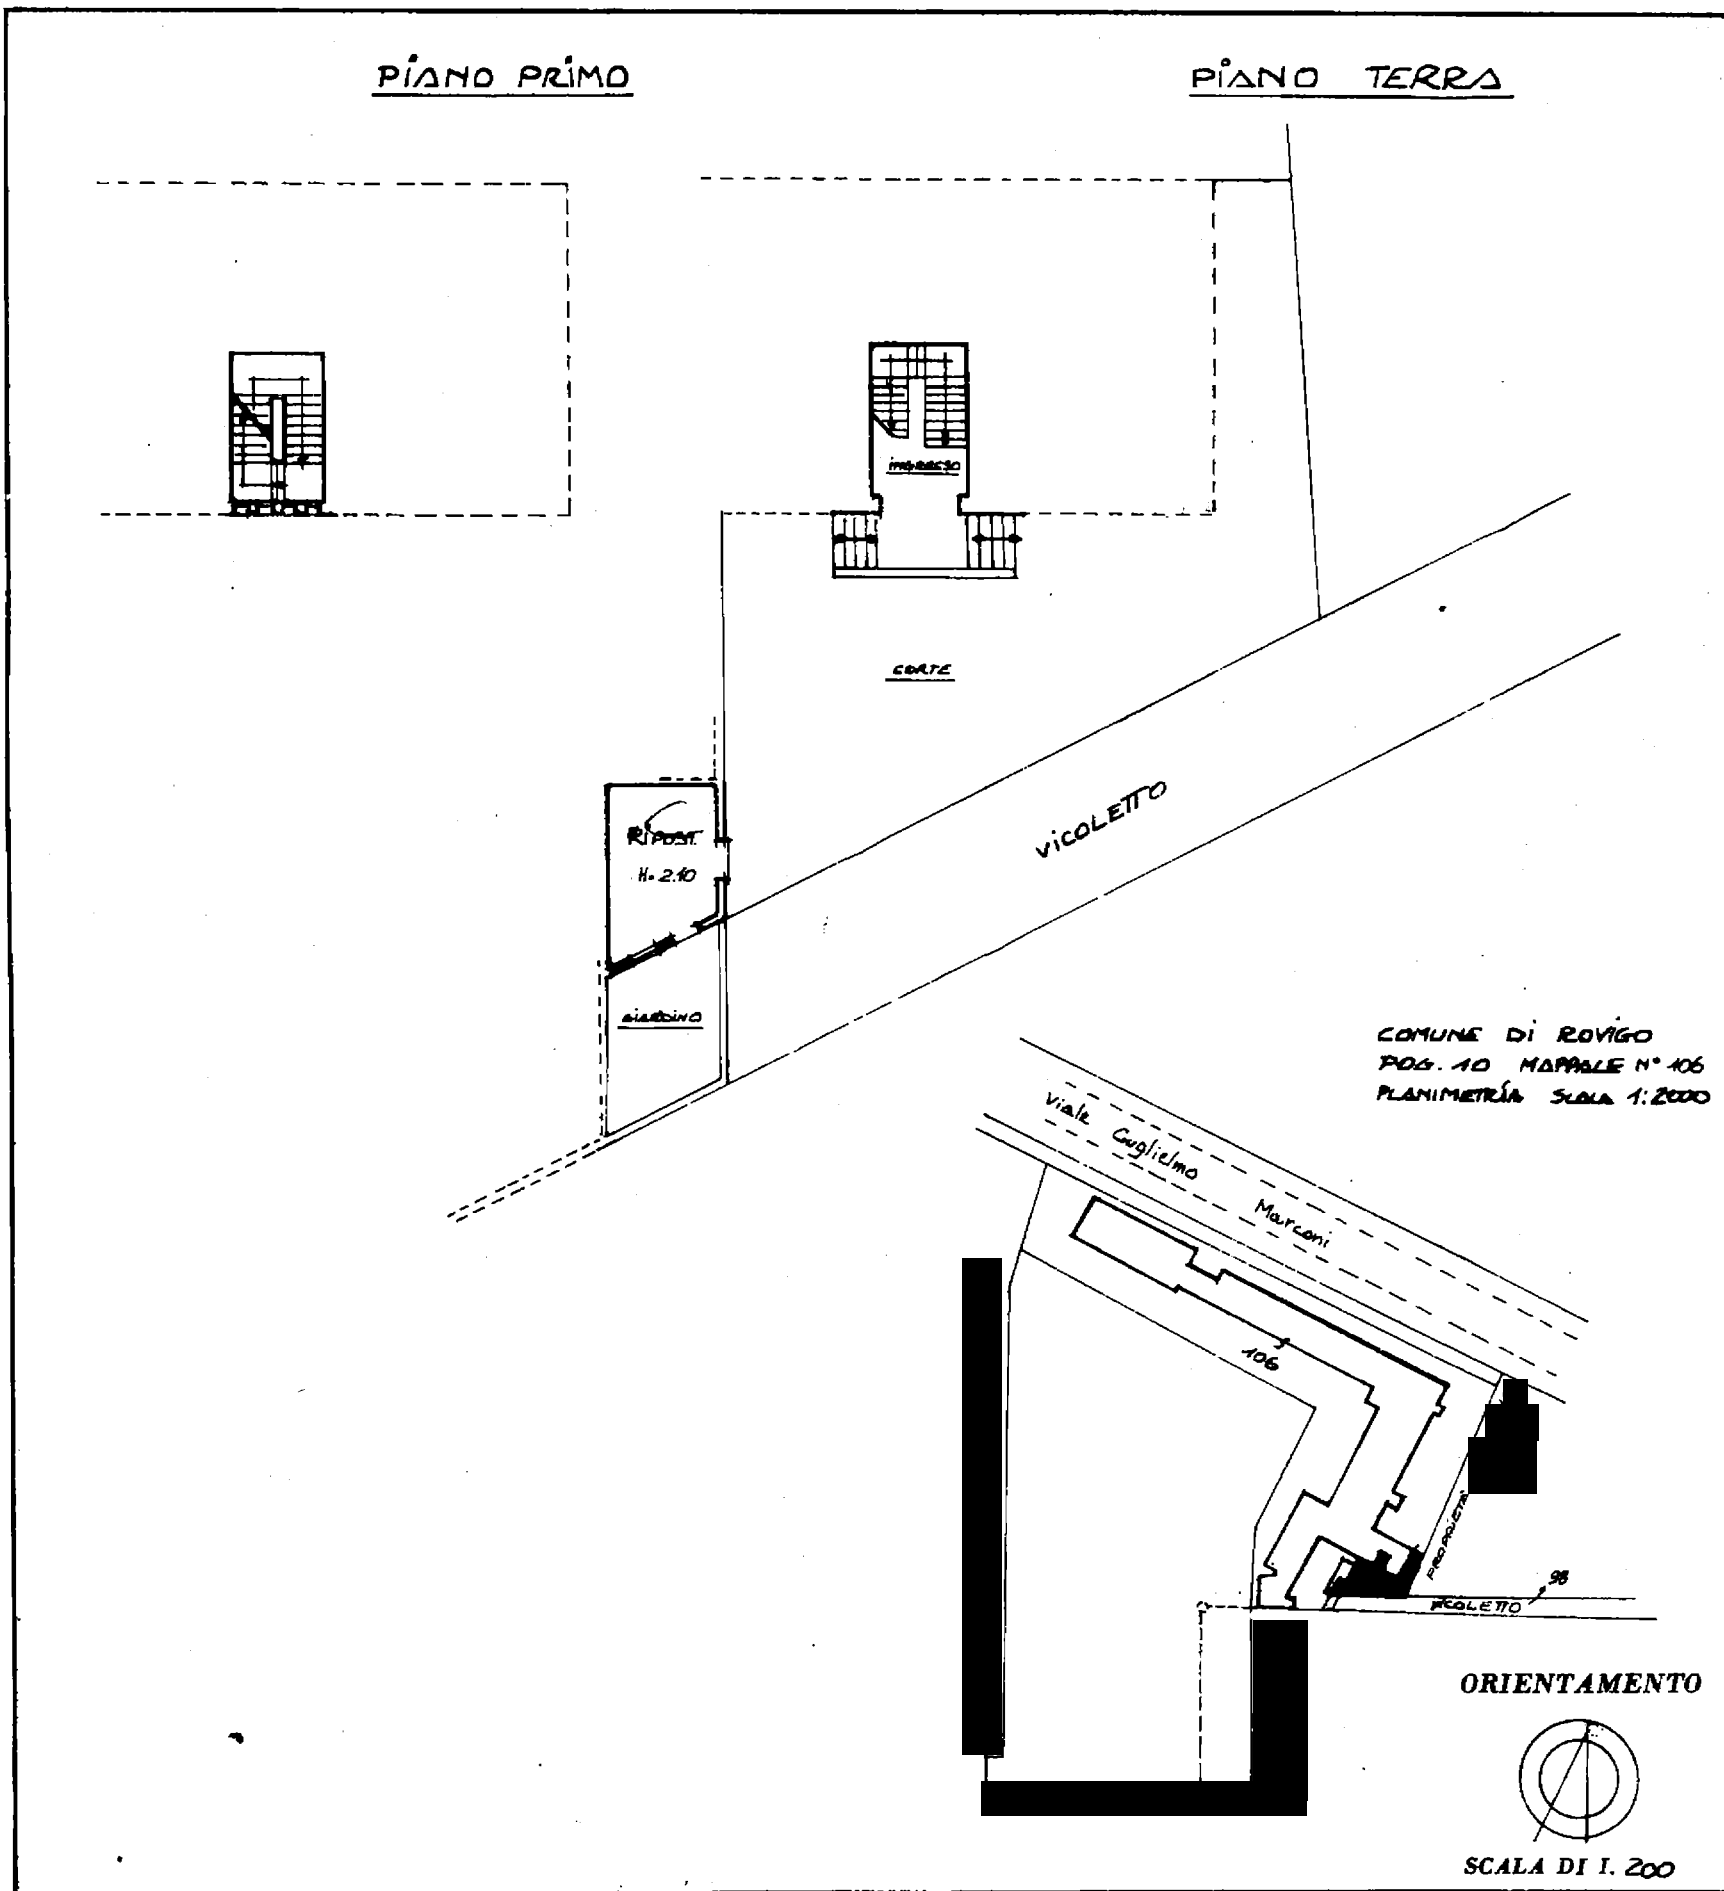 PiANO PRiMO
PiANO TERRA
iNGRESSO
CORTE
RiPOST.
H. 2.10
GiARDiNO
ViCOLETTO
COMUNE Di ROViGO
FOG. 10 MAPPALE N° 106
PLANiMETRiA SCALA 1:2000
Viale Guglielmo Marconi
106
PROPRiETA'
98
ViCOLETTO
ORIENTAMENTO
SCALA DI I. 200